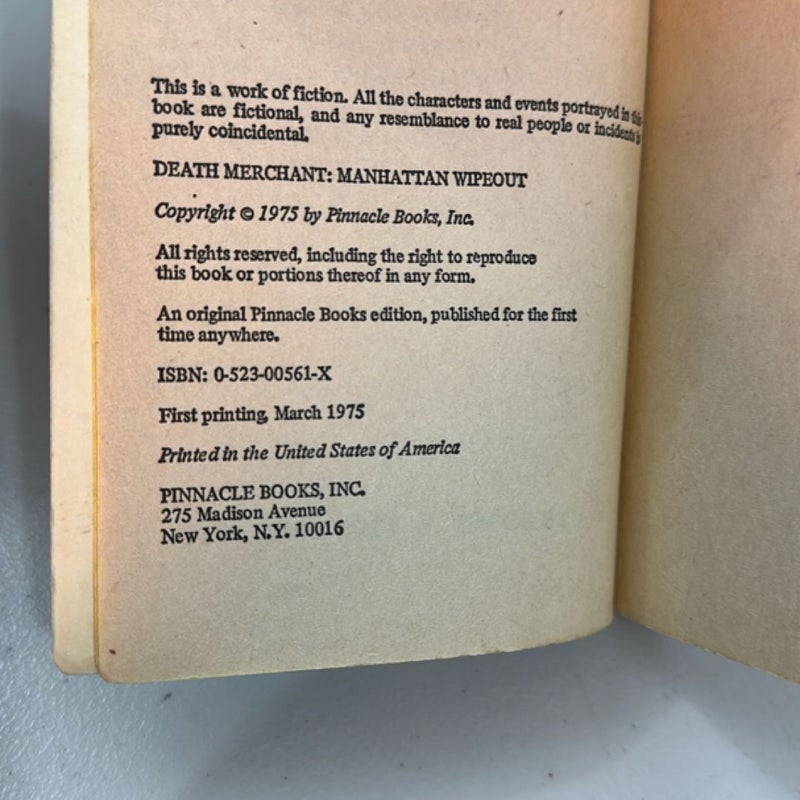 This is a work of fiction. All the characters and events portrayed in this
book are fictional, and any resemblance to real people or incidents is
purely coincidental.
DEATH MERCHANT: MANHATTAN WIPEOUT
Copyright © 1975 by Pinnacle Books, Inc.
All rights reserved, including the right to reproduce
this book or portions thereof in any form.
An original Pinnacle Books edition, published for the first
time anywhere.
ISBN: 0-523-00561-X
First printing, March 1975
Printed in the United States of America
PINNACLE BOOKS, INC.
275 Madison Avenue
New York, N.Y. 10016